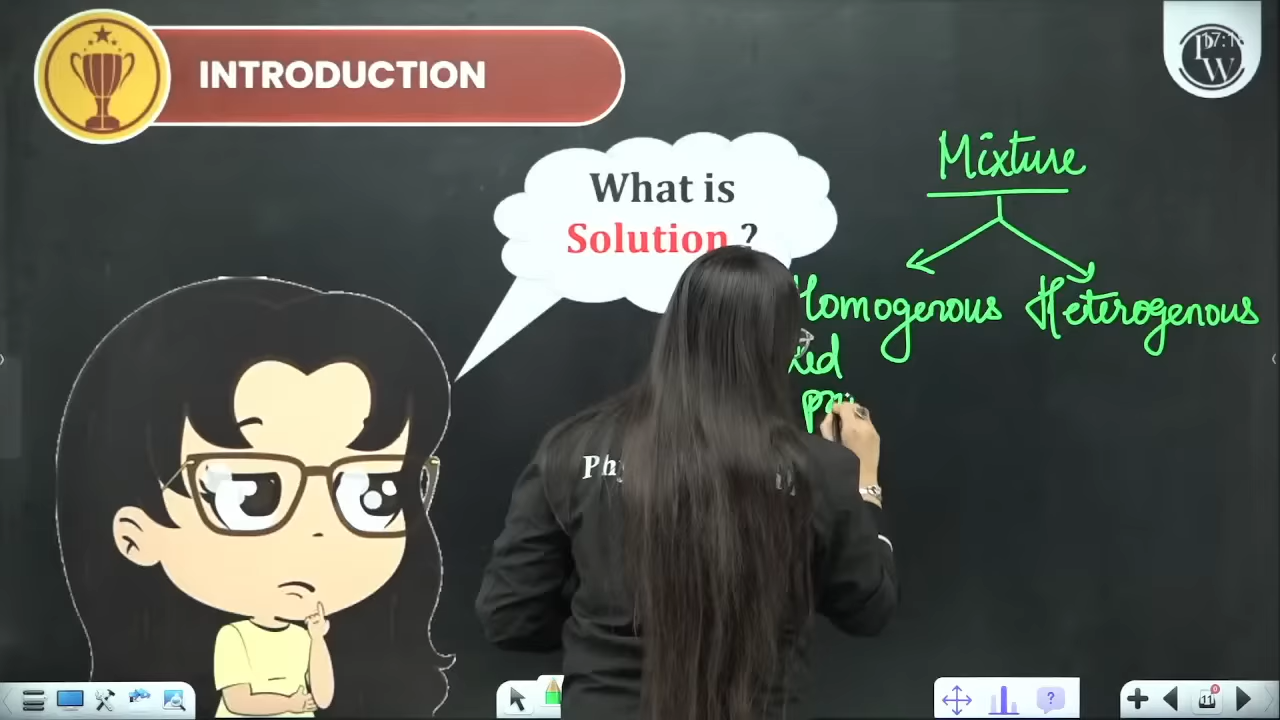 INTRODUCTION
What is
Solution ?
Mixture
Homogenous Heterogenous